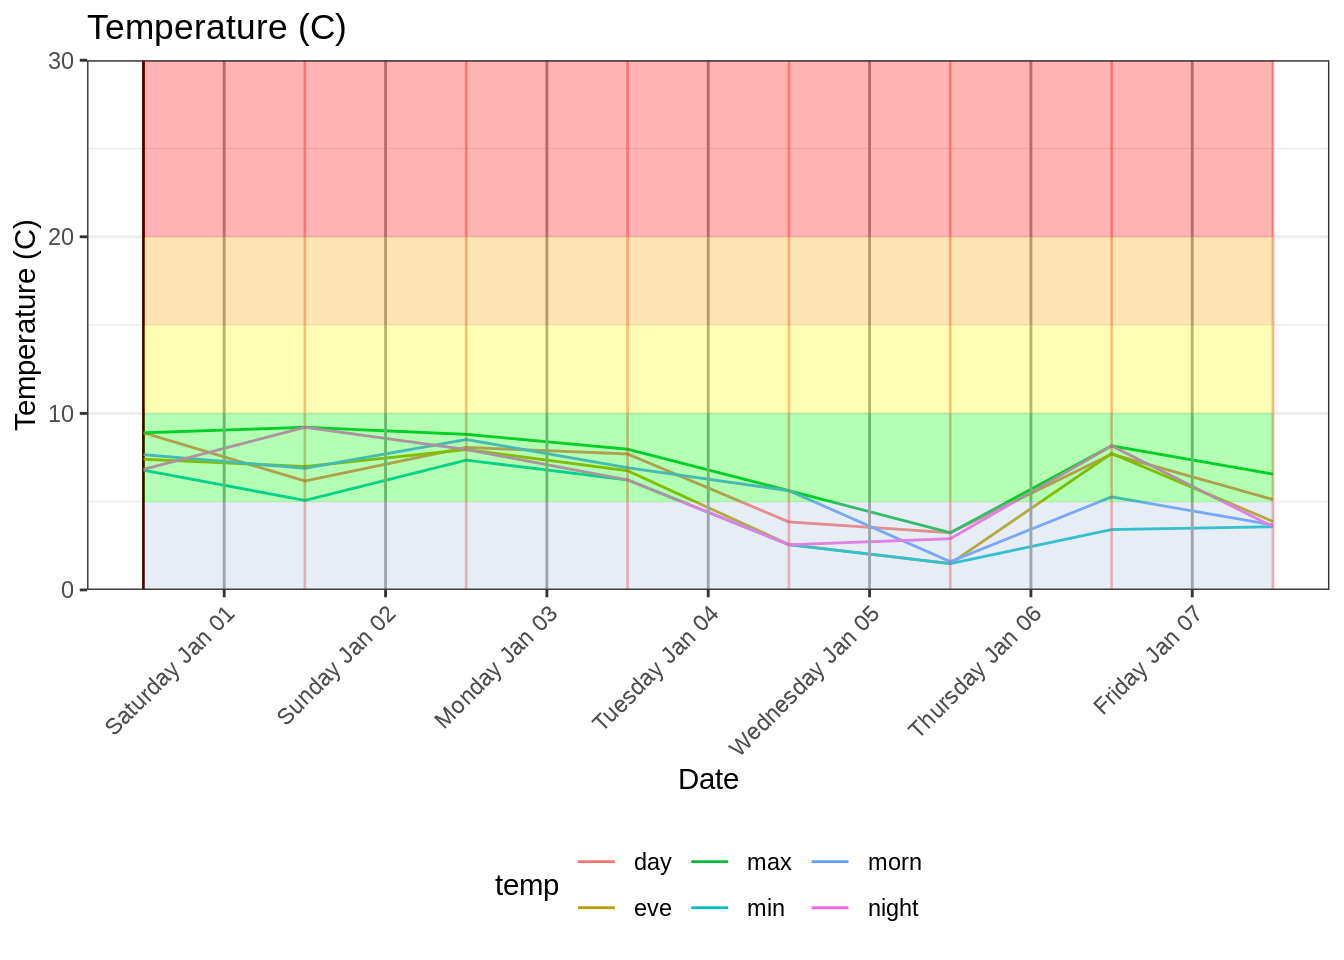 Temperature (C)
Temperature (C)
30
20
10
0
Saturday Jan 01
Sunday Jan 02
Monday Jan 03
Tuesday Jan 04
Wednesday Jan 05
Thursday Jan 06
Friday Jan 07
Date
temp
day
max
morn
eve
min
night